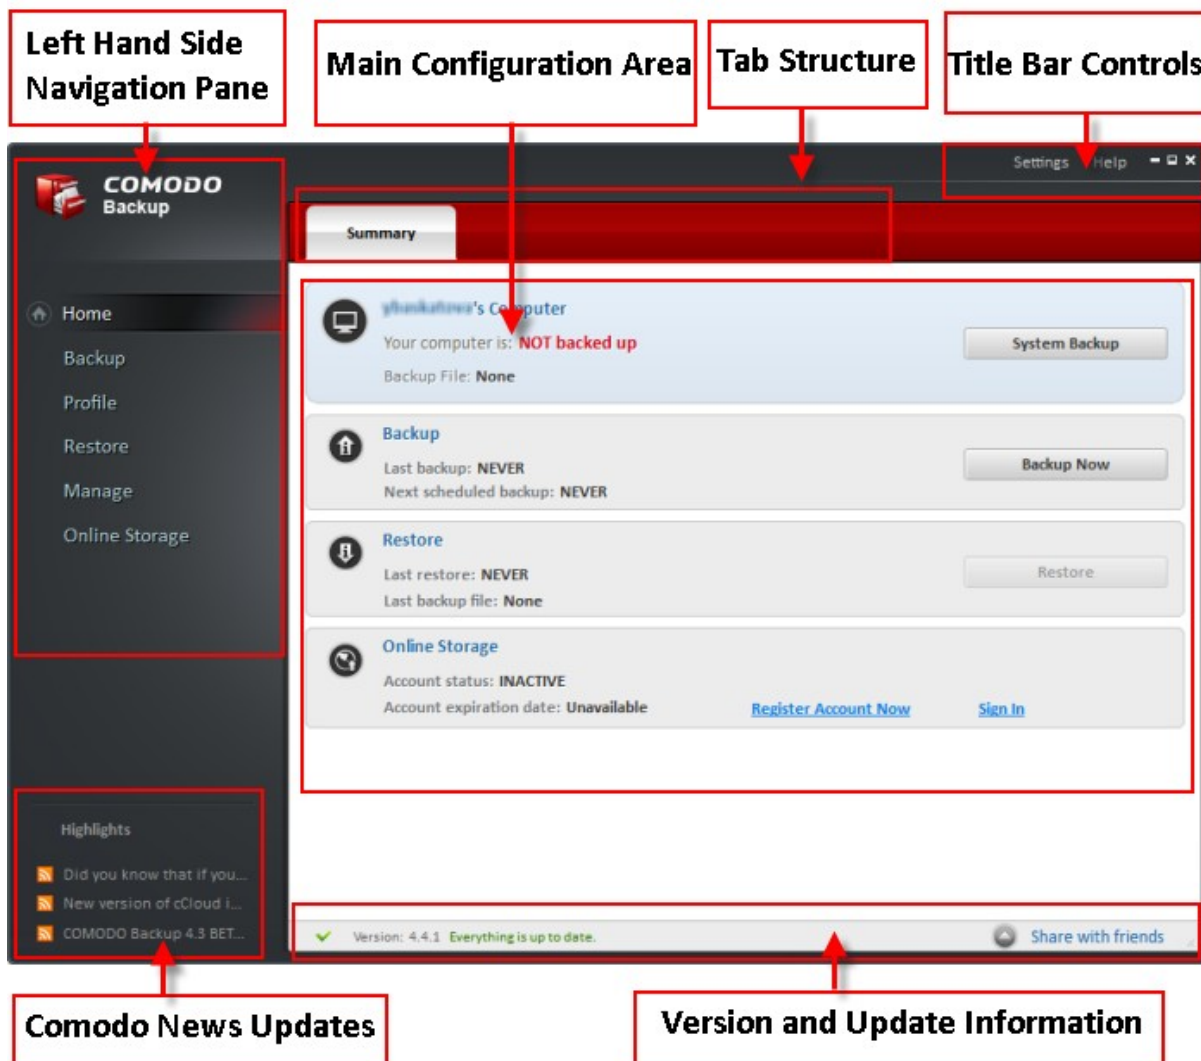 Left Hand Side
Navigation Pane
Main Configuration Area
Tab Structure
Title Bar Controls
Settings Help
COMODO
Backup
Summary
Home
Backup
Profile
Restore
Manage
Online Storage
's Computer
Your computer is: NOT backed up
Backup File: None
System Backup
Backup
Last backup: NEVER
Next scheduled backup: NEVER
Backup Now
Restore
Last restore: NEVER
Last backup file: None
Restore
Online Storage
Account status: INACTIVE
Account expiration date: Unavailable
Register Account Now
Sign In
Highlights
Did you know that if you...
New version of cCloud i...
COMODO Backup 4.3 BET...
Version: 4.4.1 Everything is up to date.
Share with friends
Comodo News Updates
Version and Update Information